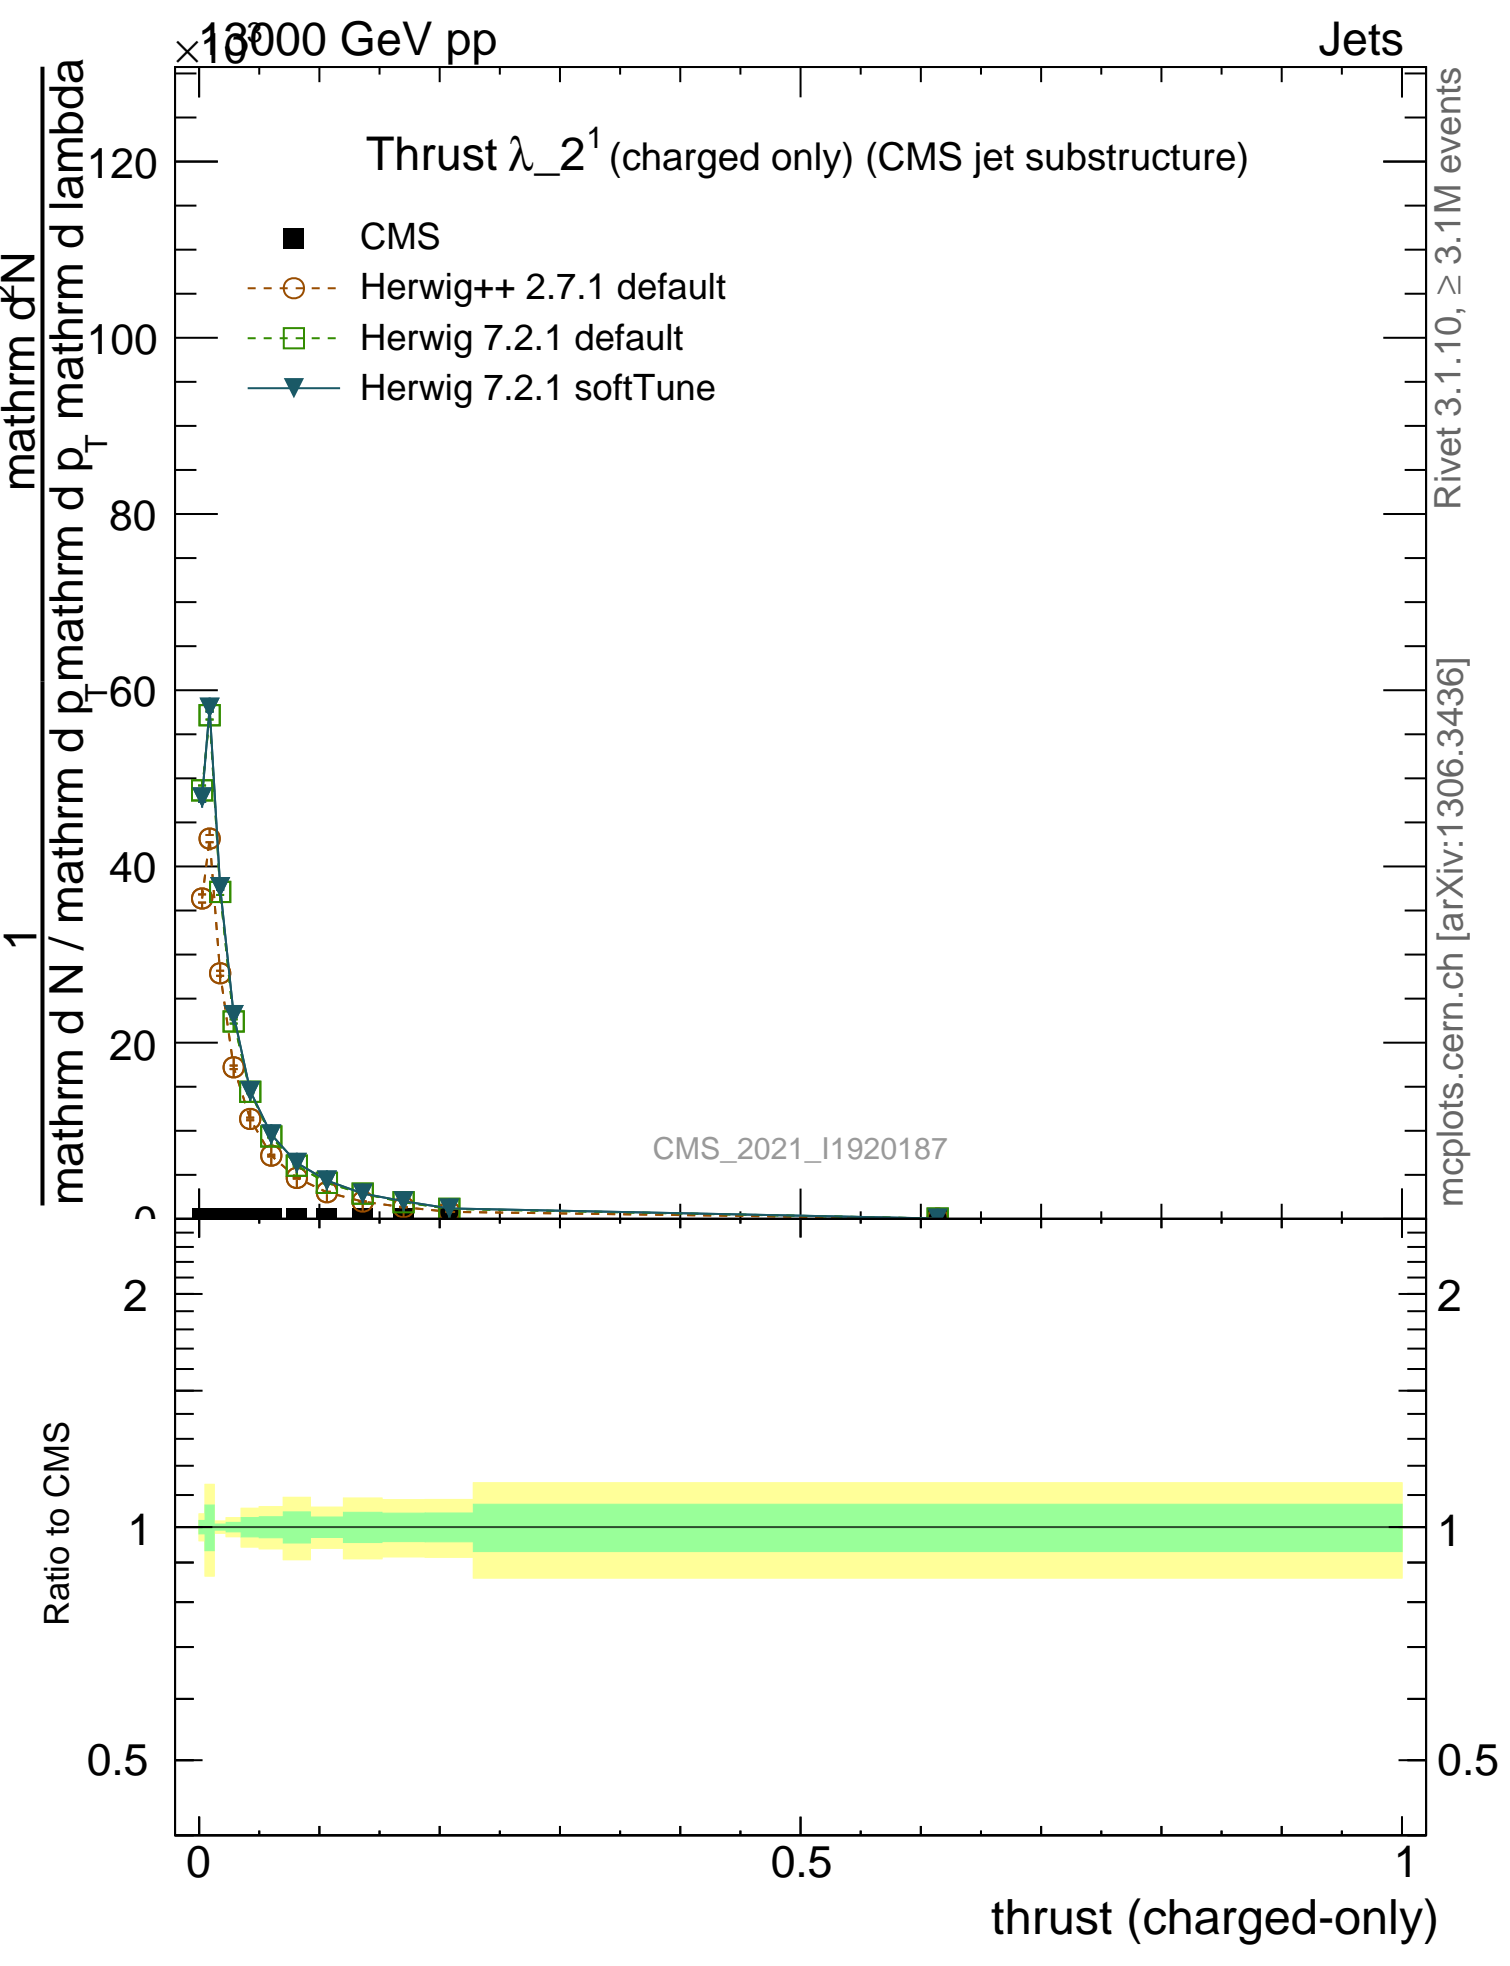 ×10³
13000 GeV pp
Jets
Thrust λ_2¹ (charged only) (CMS jet substructure)
CMS
Herwig++ 2.7.1 default
Herwig 7.2.1 default
Herwig 7.2.1 softTune
1
mathrm d N / mathrm d p_T
mathrm d²N
mathrm d p_T mathrm d lambda
120
100
80
60
40
20
0
CMS_2021_I1920187
Rivet 3.1.10, ≥ 3.1M events
mcplots.cern.ch [arXiv:1306.3436]
Ratio to CMS
2
1
0.5
2
1
0.5
0
0.5
1
thrust (charged-only)